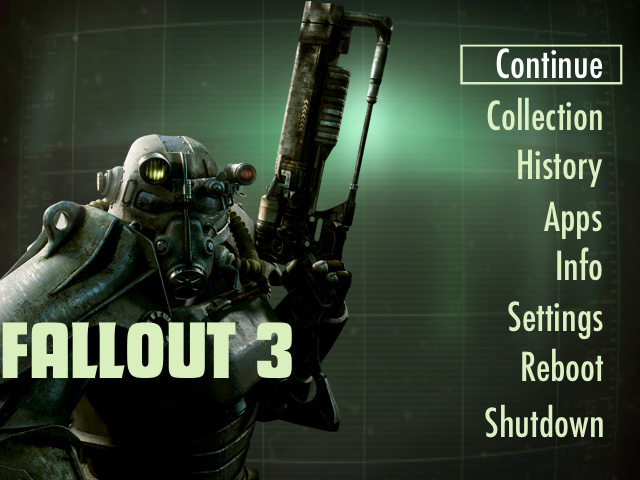 Continue
Collection
History
Apps
Info
FALLOUT 3
Settings
Reboot
Shutdown